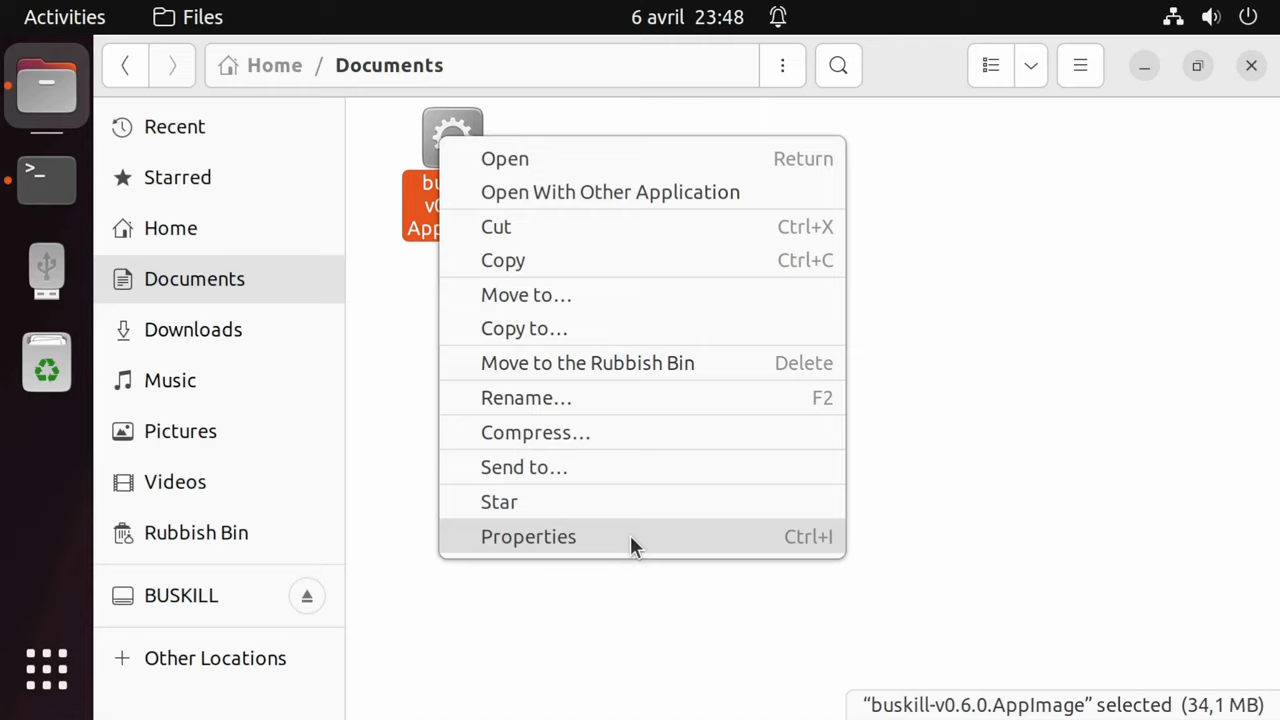 Activities
Files
6 avril 23:48
Home / Documents
Recent
Starred
Home
Documents
Downloads
Music
Pictures
Videos
Rubbish Bin
BUSKILL
+ Other Locations
bu
v0
App
Open Return
Open With Other Application
Cut Ctrl+X
Copy Ctrl+C
Move to…
Copy to…
Move to the Rubbish Bin Delete
Rename… F2
Compress…
Send to…
Star
Properties Ctrl+I
“buskill-v0.6.0.AppImage” selected (34,1 MB)